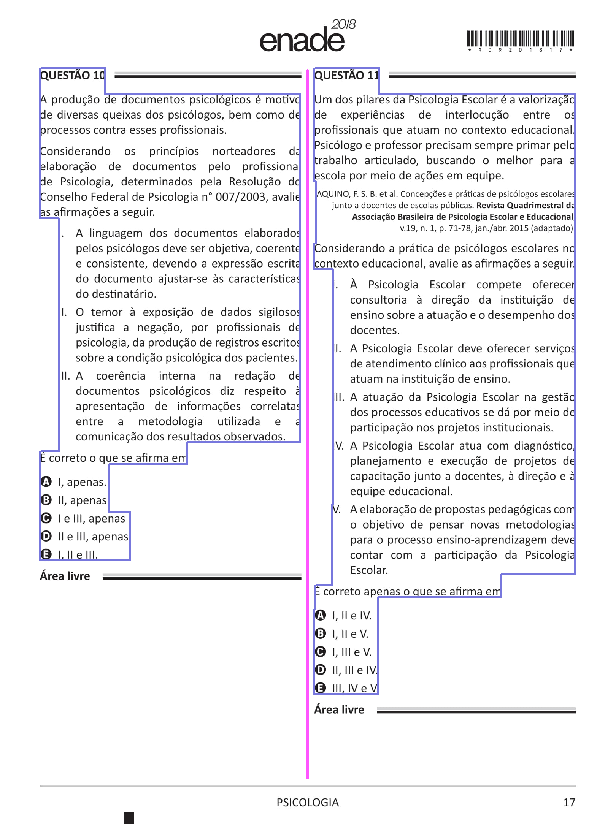 enade 2018
QUESTÃO 10
A produção de documentos psicológicos é motivo
de diversas queixas dos psicólogos, bem como de
processos contra esses profissionais.
Considerando os princípios norteadores da
elaboração de documentos pelo profissional
de Psicologia, determinados pela Resolução do
Conselho Federal de Psicologia n° 007/2003, avalie
as afirmações a seguir.
I. A linguagem dos documentos elaborados
pelos psicólogos deve ser objetiva, coerente
e consistente, devendo a expressão escrita
do documento ajustar-se às características
do destinatário.
II. O temor à exposição de dados sigilosos
justifica a negação, por profissionais de
psicologia, da produção de registros escritos
sobre a condição psicológica dos pacientes.
III. A coerência interna na redação de
documentos psicológicos diz respeito à
apresentação de informações correlatas
entre a metodologia utilizada e a
comunicação dos resultados observados.
É correto o que se afirma em
A I, apenas.
B II, apenas
C I e III, apenas
D II e III, apenas
E I, II e III.
Área livre
QUESTÃO 11
Um dos pilares da Psicologia Escolar é a valorização
de experiências de interlocução entre os
profissionais que atuam no contexto educacional.
Psicólogo e professor precisam sempre primar pelo
trabalho articulado, buscando o melhor para a
escola por meio de ações em equipe.
AQUINO, F. S. B. et al. Concepções e práticas de psicólogos escolares
junto a docentes de escolas públicas. Revista Quadrimestral da
Associação Brasileira de Psicologia Escolar e Educacional,
v.19, n. 1, p. 71-78, jan./abr. 2015 (adaptado)
Considerando a prática de psicólogos escolares no
contexto educacional, avalie as afirmações a seguir.
I. À Psicologia Escolar compete oferecer
consultoria à direção da instituição de
ensino sobre a atuação e o desempenho dos
docentes.
II. A Psicologia Escolar deve oferecer serviços
de atendimento clínico aos profissionais que
atuam na instituição de ensino.
III. A atuação da Psicologia Escolar na gestão
dos processos educativos se dá por meio de
participação nos projetos institucionais.
IV. A Psicologia Escolar atua com diagnóstico,
planejamento e execução de projetos de
capacitação junto a docentes, à direção e à
equipe educacional.
V. A elaboração de propostas pedagógicas com
o objetivo de pensar novas metodologias
para o processo ensino-aprendizagem deve
contar com a participação da Psicologia
Escolar.
É correto apenas o que se afirma em
A I, II e IV.
B I, II e V.
C I, III e V.
D II, III e IV.
E III, IV e V
Área livre
PSICOLOGIA
17